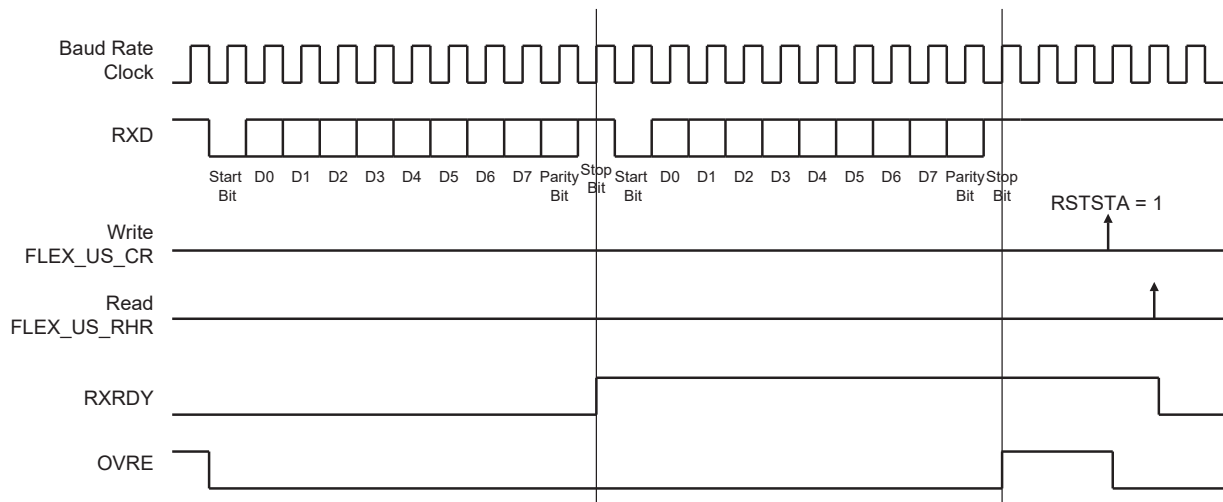 Baud Rate
Clock
RXD
Start
Bit
D0
D1
D2
D3
D4
D5
D6
D7
Parity
Bit
Stop
Bit
Start
Bit
D0
D1
D2
D3
D4
D5
D6
D7
Parity
Bit
Stop
Bit
RSTSTA = 1
Write
FLEX_US_CR
Read
FLEX_US_RHR
RXRDY
OVRE